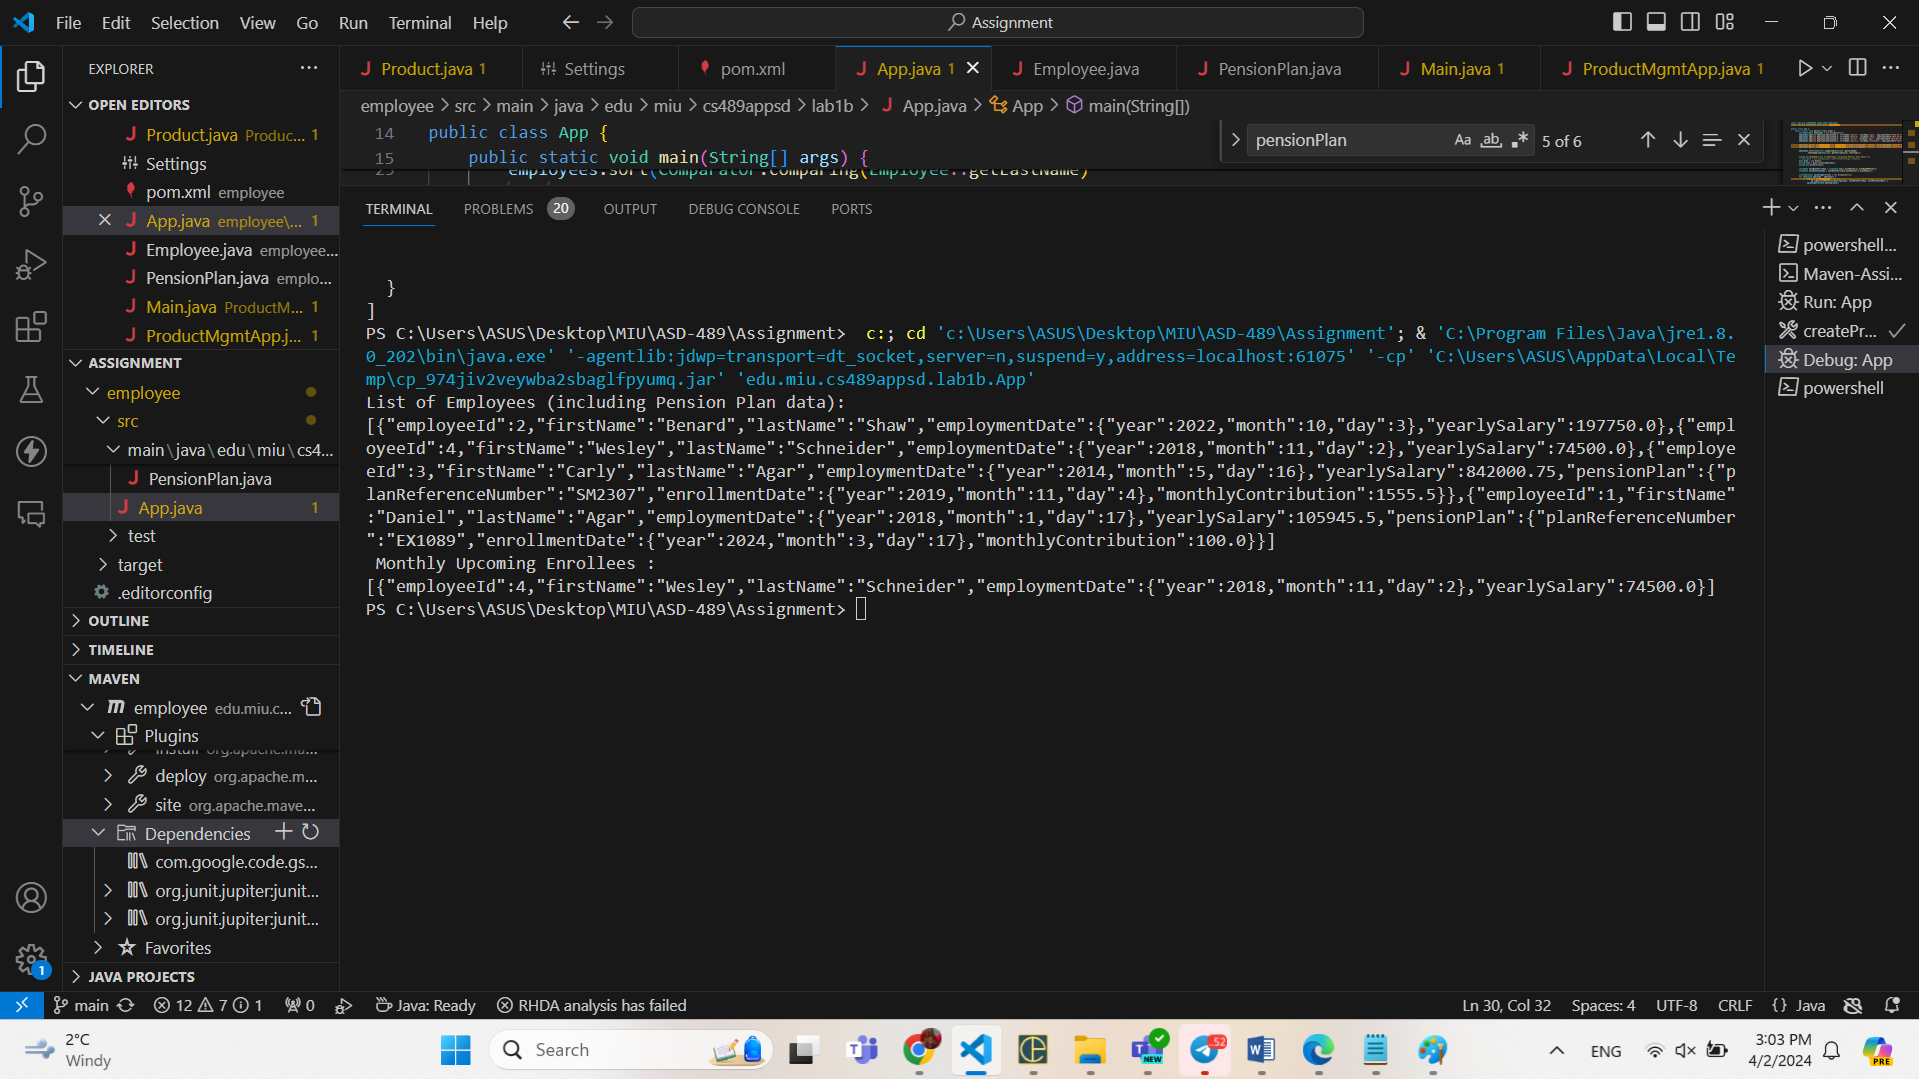 File Edit Selection View Go Run Terminal Help
Assignment
EXPLORER
OPEN EDITORS
Product.java Produc... 1
Settings
pom.xml employee
App.java employee\... 1
Employee.java employee...
PensionPlan.java emplo...
Main.java ProductM... 1
ProductMgmtApp.j... 1
ASSIGNMENT
employee
src
main\java\edu\miu\cs4...
PensionPlan.java
App.java 1
test
target
.editorconfig
OUTLINE
TIMELINE
MAVEN
employee edu.miu.c...
Plugins
install org.apache.ma...
deploy org.apache.m...
site org.apache.mave...
Dependencies
com.google.code.gs...
org.junit.jupiter:junit...
org.junit.jupiter:junit...
Favorites
JAVA PROJECTS
Product.java 1 Settings pom.xml App.java 1 Employee.java PensionPlan.java Main.java 1 ProductMgmtApp.java 1
employee > src > main > java > edu > miu > cs489appsd > lab1b > App.java > App > main(String[])
14 public class App {
15 public static void main(String[] args) {
employees.sort(Comparator.comparing(Employee::getLastName)
pensionPlan Aa ab .* 5 of 6
TERMINAL PROBLEMS 20 OUTPUT DEBUG CONSOLE PORTS
}
]
PS C:\Users\ASUS\Desktop\MIU\ASD-489\Assignment>  c:; cd 'c:\Users\ASUS\Desktop\MIU\ASD-489\Assignment'; & 'C:\Program Files\Java\jre1.8.
0_202\bin\java.exe' '-agentlib:jdwp=transport=dt_socket,server=n,suspend=y,address=localhost:61075' '-cp' 'C:\Users\ASUS\AppData\Local\Te
mp\cp_974jiv2veywba2sbaglfpyumq.jar' 'edu.miu.cs489appsd.lab1b.App'
List of Employees (including Pension Plan data):
[{"employeeId":2,"firstName":"Benard","lastName":"Shaw","employmentDate":{"year":2022,"month":10,"day":3},"yearlySalary":197750.0},{"empl
oyeeId":4,"firstName":"Wesley","lastName":"Schneider","employmentDate":{"year":2018,"month":11,"day":2},"yearlySalary":74500.0},{"employe
eId":3,"firstName":"Carly","lastName":"Agar","employmentDate":{"year":2014,"month":5,"day":16},"yearlySalary":842000.75,"pensionPlan":{"p
lanReferenceNumber":"SM2307","enrollmentDate":{"year":2019,"month":11,"day":4},"monthlyContribution":1555.5}},{"employeeId":1,"firstName"
:"Daniel","lastName":"Agar","employmentDate":{"year":2018,"month":1,"day":17},"yearlySalary":105945.5,"pensionPlan":{"planReferenceNumber
":"EX1089","enrollmentDate":{"year":2024,"month":3,"day":17},"monthlyContribution":100.0}}]
Monthly Upcoming Enrollees :
[{"employeeId":4,"firstName":"Wesley","lastName":"Schneider","employmentDate":{"year":2018,"month":11,"day":2},"yearlySalary":74500.0}]
PS C:\Users\ASUS\Desktop\MIU\ASD-489\Assignment>
powershell...
Maven-Assi...
Run: App
createPr...
Debug: App
powershell
1
main 12 7 1 0 Java: Ready RHDA analysis has failed
Ln 30, Col 32 Spaces: 4 UTF-8 CRLF {} Java
2°C
Windy
Search
NEW
..52
ENG
3:03 PM
4/2/2024
PRE